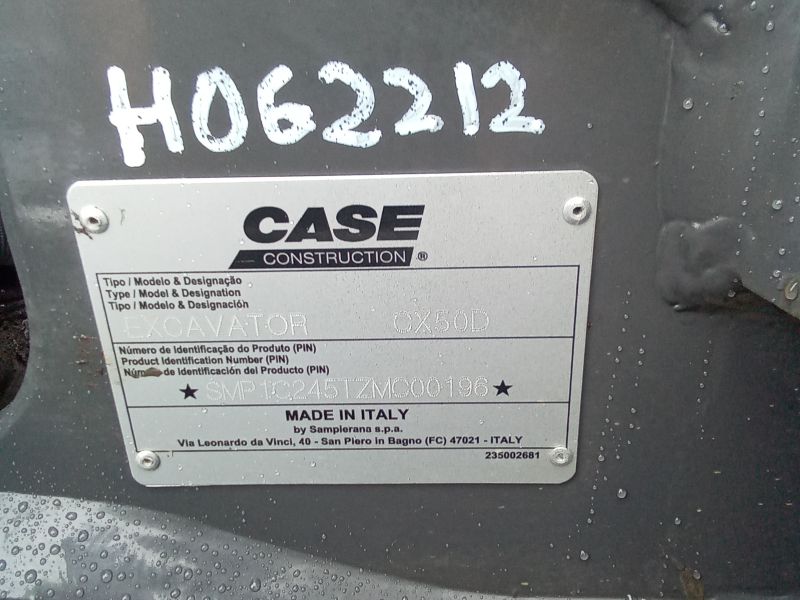 H062212
CASE
CONSTRUCTION ®
Tipo / Modelo & Designação
Type / Model & Designation
Tipo / Modelo & Designación
EXCAVATOR CX50D
Número de Identificação do Produto (PIN)
Product Identification Number (PIN)
Número de Identificación del Producto (PIN)
★ SMP1C245TZMC00196 ★
MADE IN ITALY
by Sampierana s.p.a.
Via Leonardo da Vinci, 40 - San Piero in Bagno (FC) 47021 - ITALY
235002681